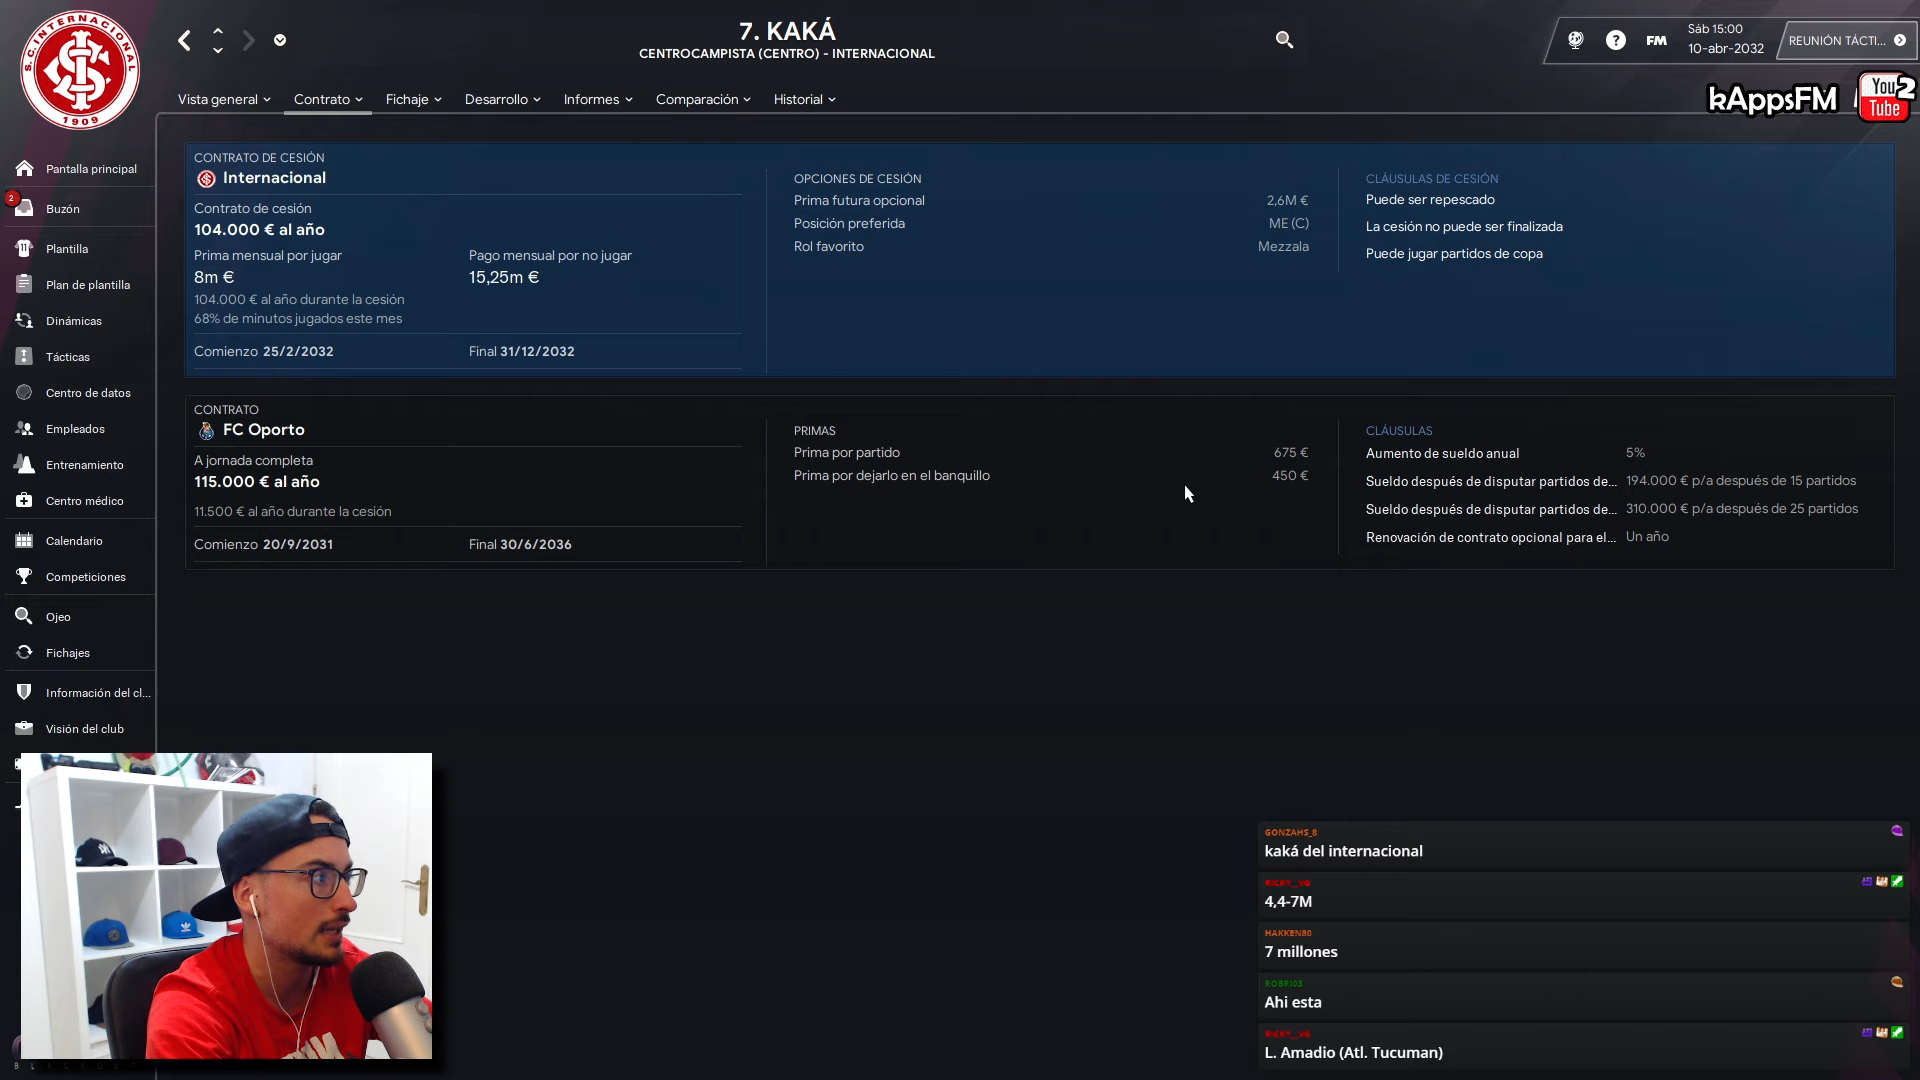 S.C. INTERNACIONAL
1909
7. KAKÁ
CENTROCAMPISTA (CENTRO) - INTERNACIONAL
FM
Sáb 15:00
10-abr-2032
REUNIÓN TÁCTI...
kAppsFM
You2
Tube
Vista general
Contrato
Fichaje
Desarrollo
Informes
Comparación
Historial
Pantalla principal
2
Buzón
Plantilla
Plan de plantilla
Dinámicas
Tácticas
Centro de datos
Empleados
Entrenamiento
Centro médico
Calendario
Competiciones
Ojeo
Fichajes
Información del cl...
Visión del club
CONTRATO DE CESIÓN
Internacional
Contrato de cesión
104.000 € al año
Prima mensual por jugar
8m €
Pago mensual por no jugar
15,25m €
104.000 € al año durante la cesión
68% de minutos jugados este mes
Comienzo 25/2/2032
Final 31/12/2032
OPCIONES DE CESIÓN
Prima futura opcional 2,6M €
Posición preferida ME (C)
Rol favorito Mezzala
CLÁUSULAS DE CESIÓN
Puede ser repescado
La cesión no puede ser finalizada
Puede jugar partidos de copa
CONTRATO
FC Oporto
A jornada completa
115.000 € al año
11.500 € al año durante la cesión
Comienzo 20/9/2031
Final 30/6/2036
PRIMAS
Prima por partido 675 €
Prima por dejarlo en el banquillo 450 €
CLÁUSULAS
Aumento de sueldo anual 5%
Sueldo después de disputar partidos de... 194.000 € p/a después de 15 partidos
Sueldo después de disputar partidos de... 310.000 € p/a después de 25 partidos
Renovación de contrato opcional para el... Un año
GONZAHS_8
kaká del internacional
RICKY__VG
4,4-7M
HAKKEN80
7 millones
ROBRI03
Ahi esta
RICKY__VG
L. Amadio (Atl. Tucuman)